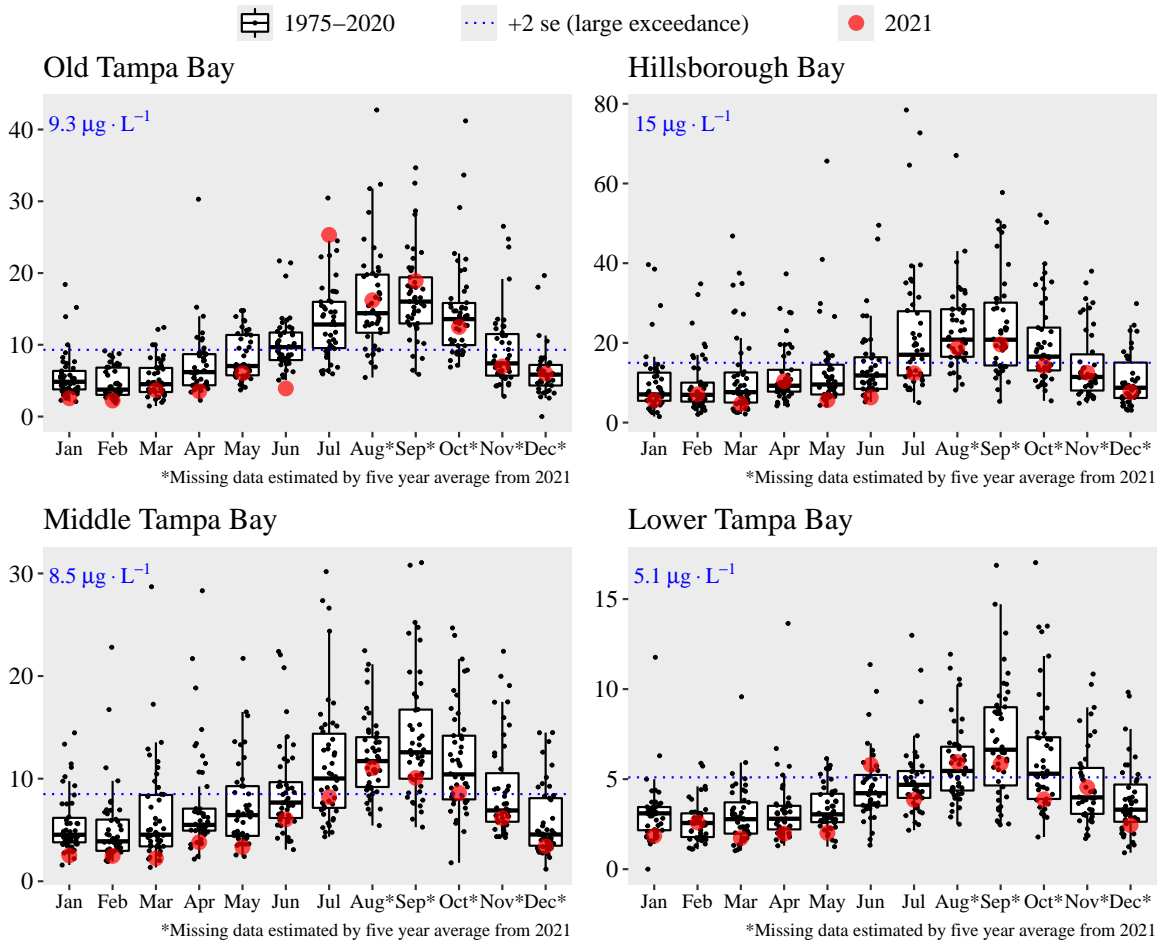 1975–2020 +2 se (large exceedance) 2021
Old Tampa Bay
9.3 μg · L⁻¹
40
30
20
10
0
Jan Feb Mar Apr May Jun Jul Aug* Sep* Oct* Nov* Dec*
*Missing data estimated by five year average from 2021
Hillsborough Bay
15 μg · L⁻¹
80
60
40
20
0
Jan Feb Mar Apr May Jun Jul Aug* Sep* Oct* Nov* Dec*
*Missing data estimated by five year average from 2021
Middle Tampa Bay
8.5 μg · L⁻¹
30
20
10
0
Jan Feb Mar Apr May Jun Jul Aug* Sep* Oct* Nov* Dec*
*Missing data estimated by five year average from 2021
Lower Tampa Bay
5.1 μg · L⁻¹
15
10
5
0
Jan Feb Mar Apr May Jun Jul Aug* Sep* Oct* Nov* Dec*
*Missing data estimated by five year average from 2021